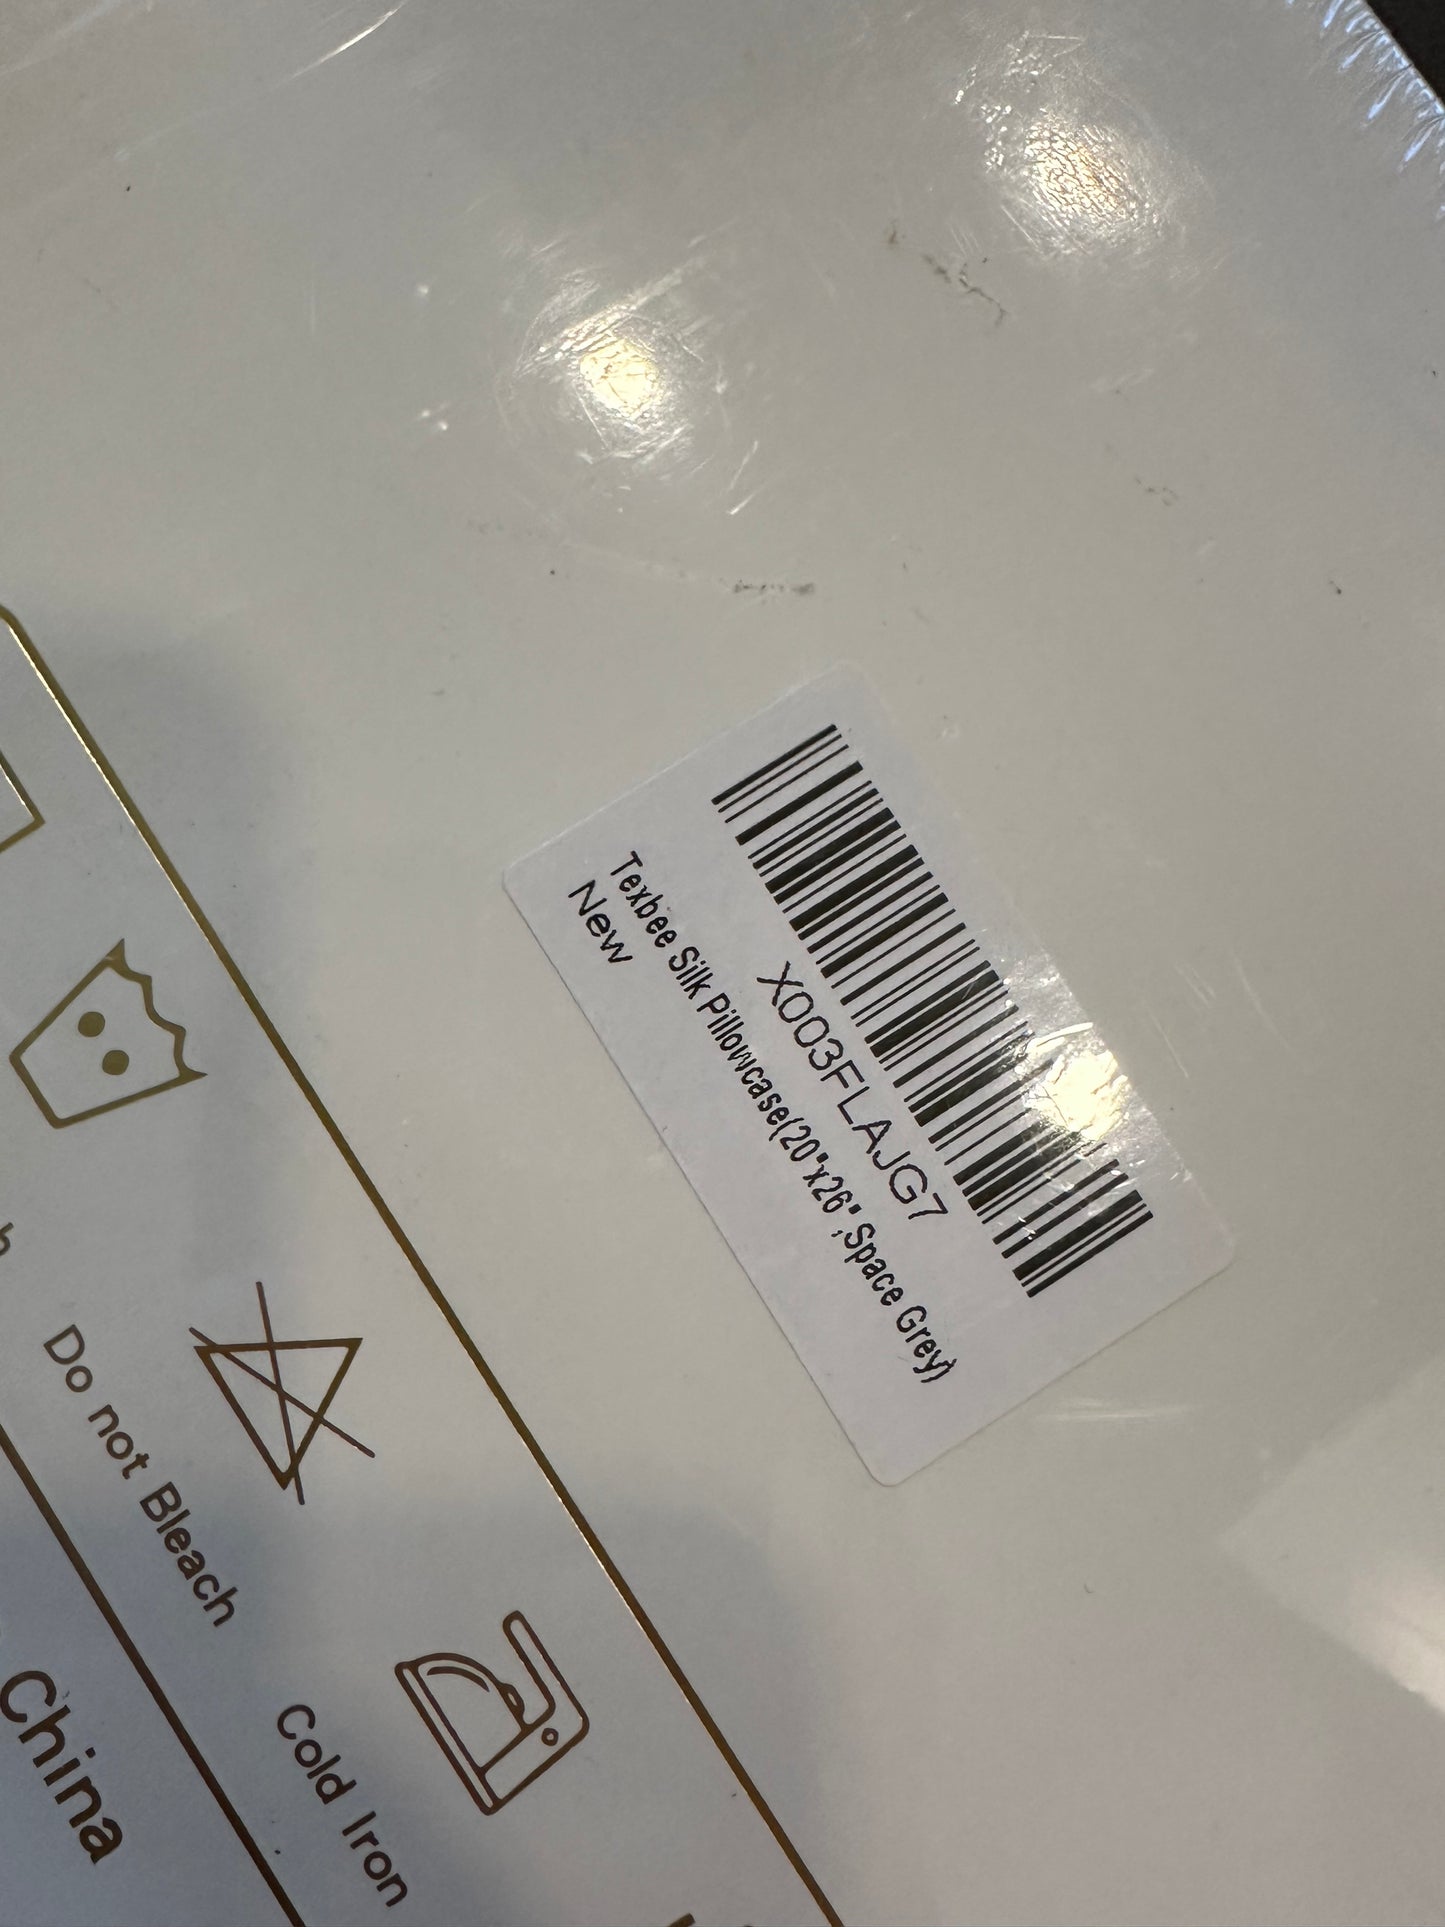 X003FLAJG7
Texbee Silk Pillowcase(20"x26",Space Grey)
New
Do not Bleach
Cold Iron
China